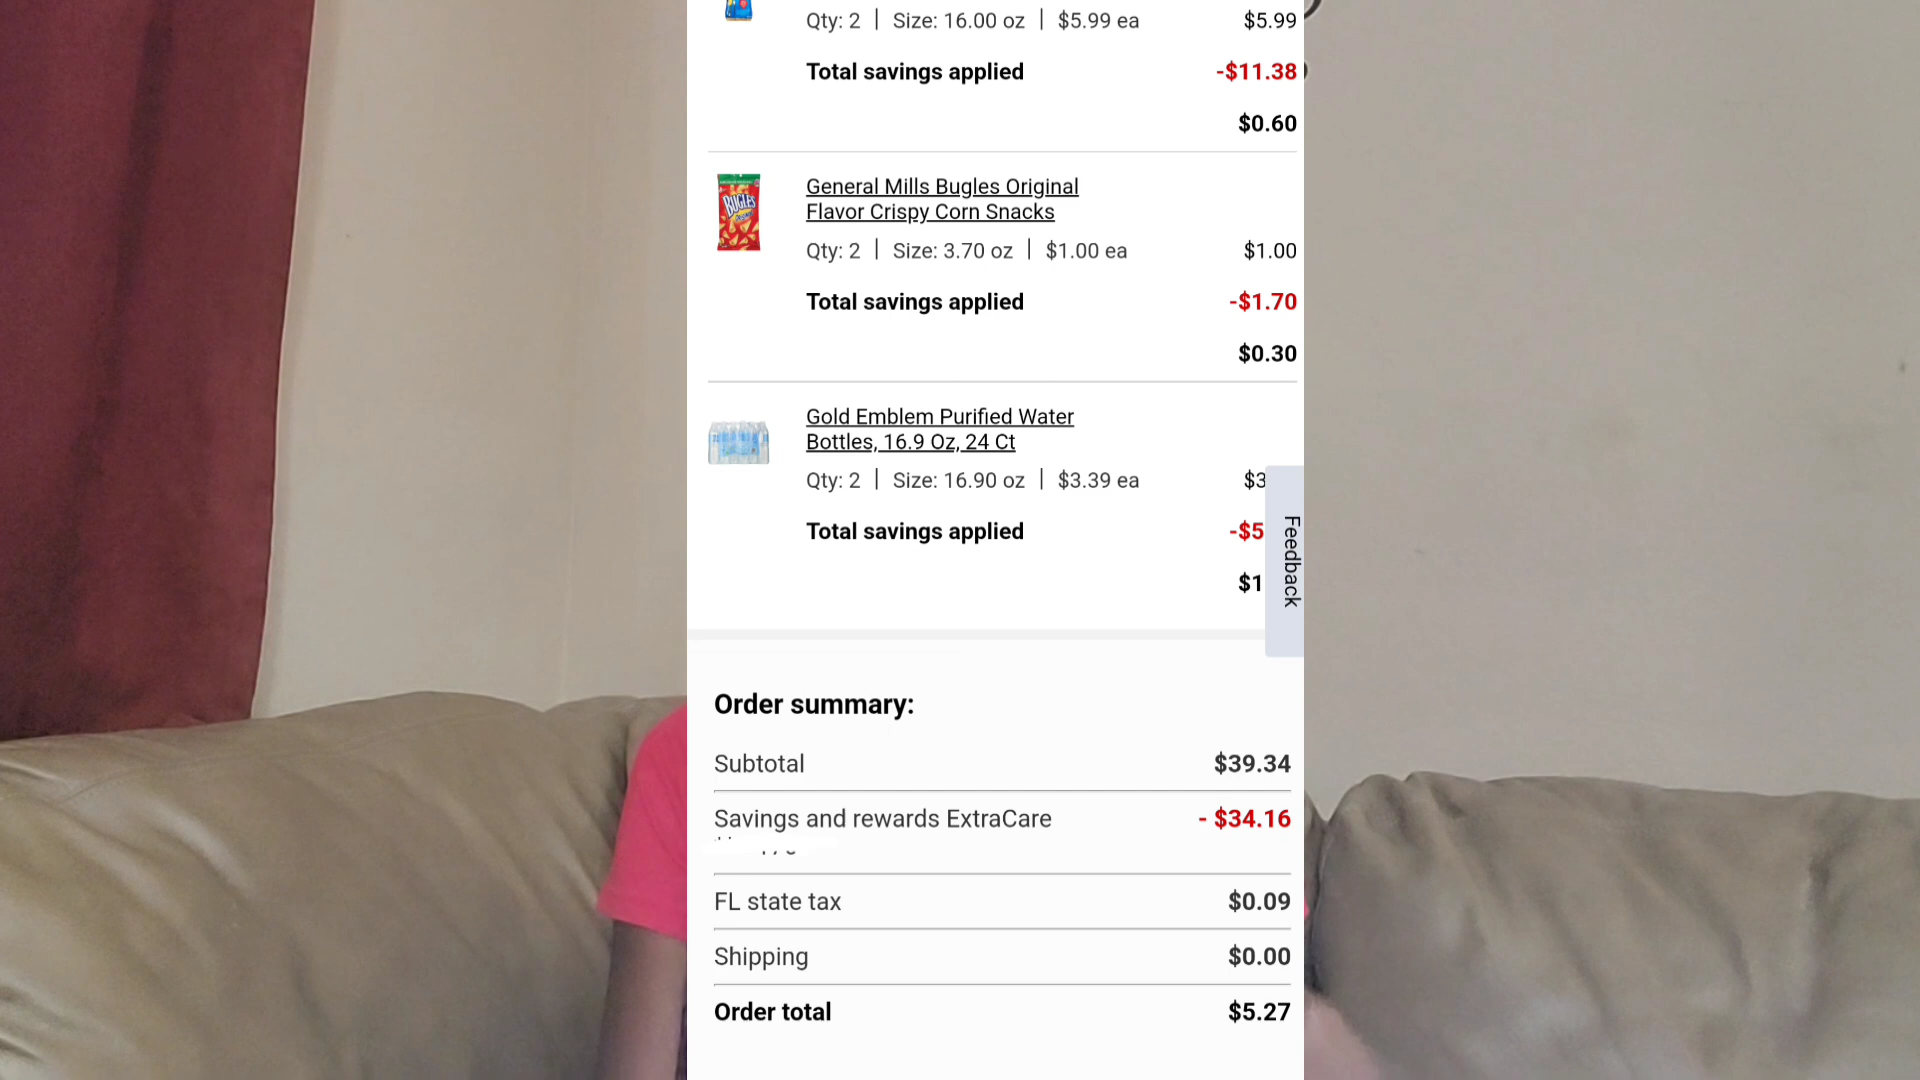 Qty: 2 | Size: 16.00 oz | $5.99 ea $5.99
Total savings applied -$11.38
$0.60
BUGLES
General Mills Bugles Original
Flavor Crispy Corn Snacks
Qty: 2 | Size: 3.70 oz | $1.00 ea $1.00
Total savings applied -$1.70
$0.30
Gold Emblem Purified Water
Bottles, 16.9 Oz, 24 Ct
Qty: 2 | Size: 16.90 oz | $3.39 ea $3
Total savings applied -$5
$1
Feedback
Order summary:
Subtotal $39.34
Savings and rewards ExtraCare - $34.16
FL state tax $0.09
Shipping $0.00
Order total $5.27